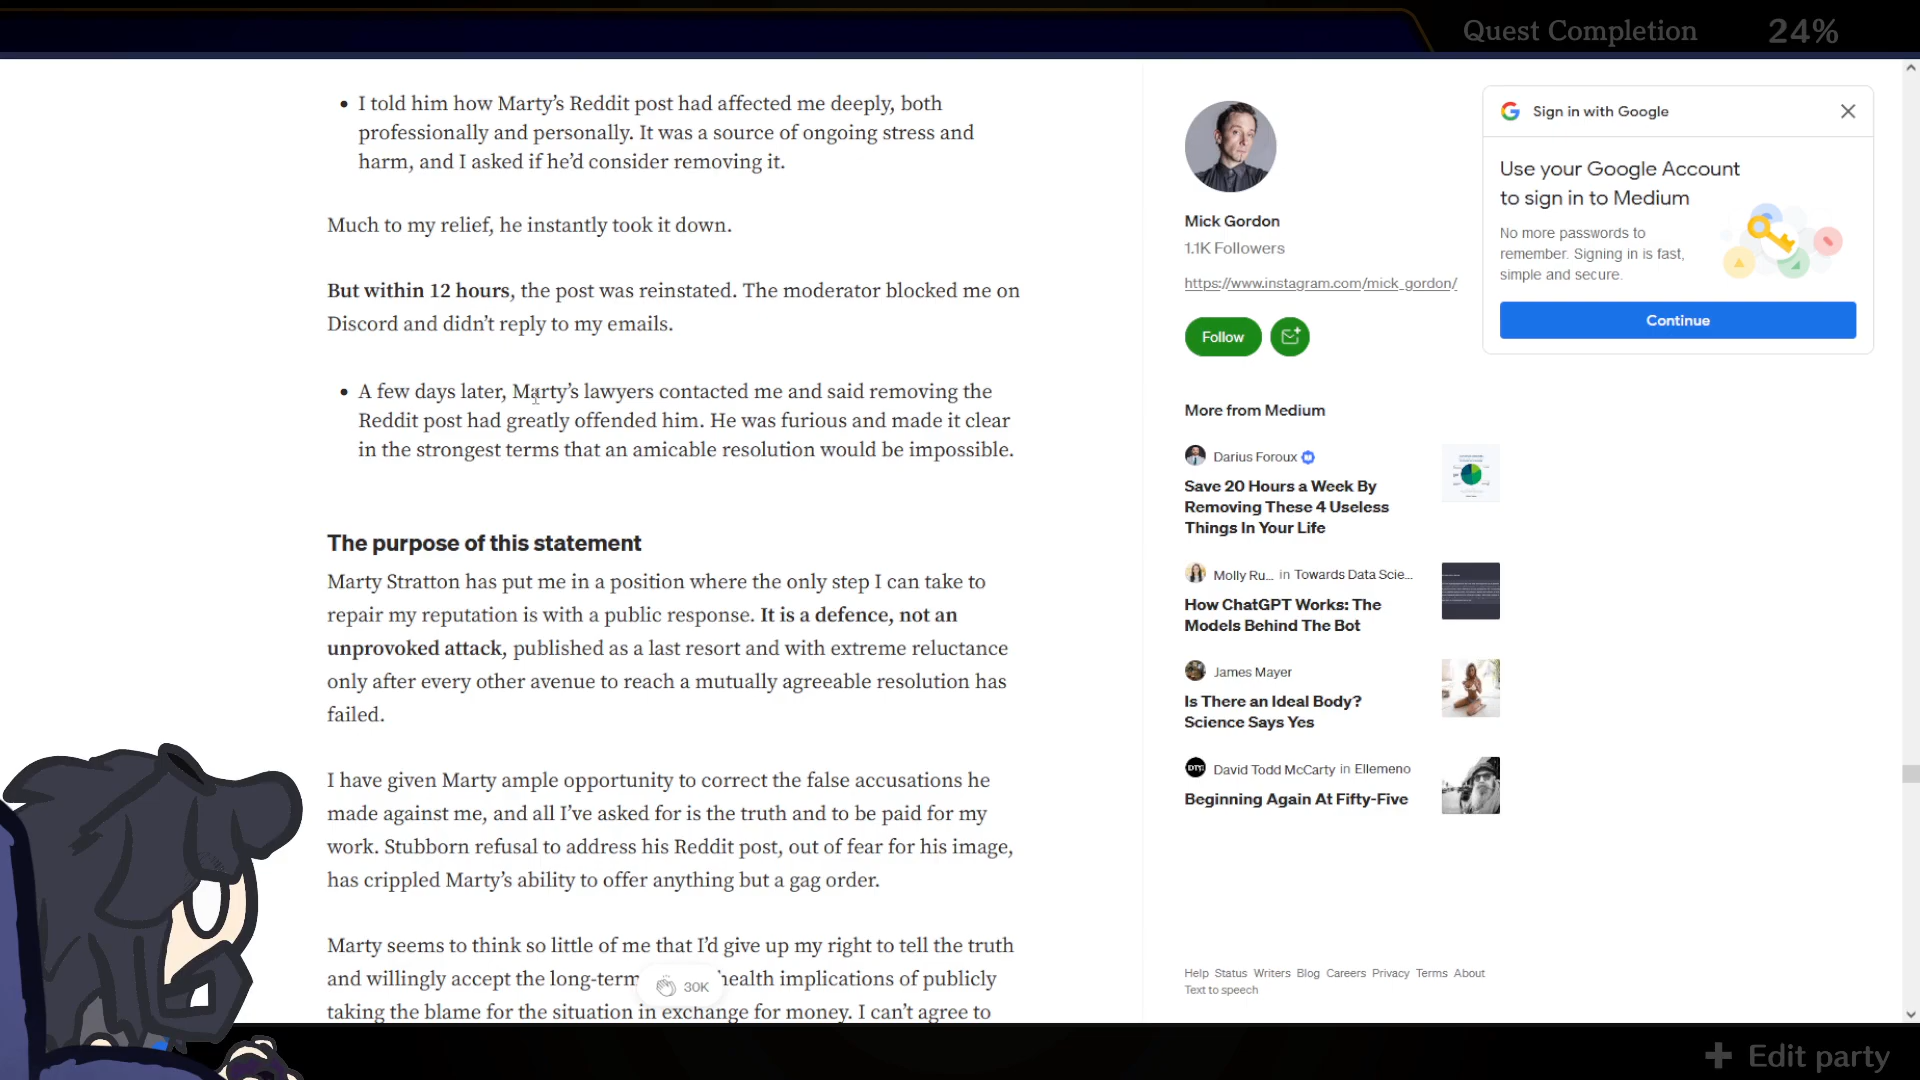 Quest Completion 24%
I told him how Marty's Reddit post had affected me deeply, both
professionally and personally. It was a source of ongoing stress and
harm, and I asked if he'd consider removing it.
Much to my relief, he instantly took it down.
But within 12 hours, the post was reinstated. The moderator blocked me on
Discord and didn't reply to my emails.
A few days later, Marty's lawyers contacted me and said removing the
Reddit post had greatly offended him. He was furious and made it clear
in the strongest terms that an amicable resolution would be impossible.
The purpose of this statement
Marty Stratton has put me in a position where the only step I can take to
repair my reputation is with a public response. It is a defence, not an
unprovoked attack, published as a last resort and with extreme reluctance
only after every other avenue to reach a mutually agreeable resolution has
failed.
I have given Marty ample opportunity to correct the false accusations he
made against me, and all I've asked for is the truth and to be paid for my
work. Stubborn refusal to address his Reddit post, out of fear for his image,
has crippled Marty's ability to offer anything but a gag order.
Marty seems to think so little of me that I'd give up my right to tell the truth
and willingly accept the long-term health implications of publicly
taking the blame for the situation in exchange for money. I can't agree to
30K
Mick Gordon
1.1K Followers
https://www.instagram.com/mick_gordon/
Follow
More from Medium
Darius Foroux
Save 20 Hours a Week By
Removing These 4 Useless
Things In Your Life
Molly Ru... in Towards Data Scie...
How ChatGPT Works: The
Models Behind The Bot
James Mayer
Is There an Ideal Body?
Science Says Yes
DTM
David Todd McCarty in Ellemeno
Beginning Again At Fifty-Five
Help Status Writers Blog Careers Privacy Terms About
Text to speech
Sign in with Google
Use your Google Account
to sign in to Medium
No more passwords to
remember. Signing in is fast,
simple and secure.
Continue
Edit party